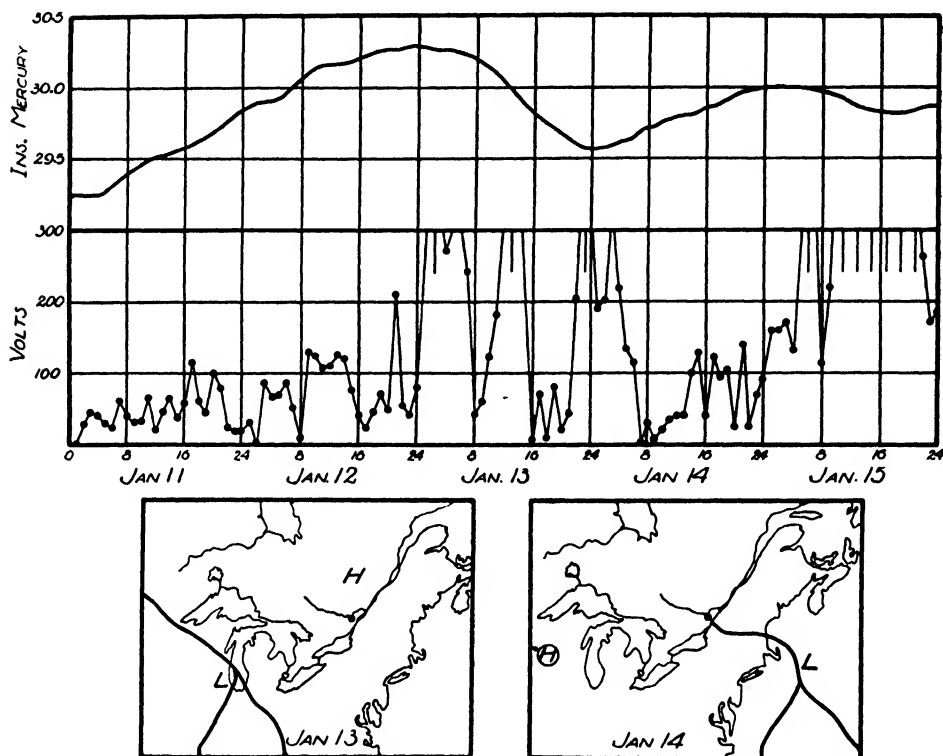 30.5
30.0
29.5
INS. MERCURY
300
200
100
VOLTS
0 8 16 24 8 16 24 8 16 24 8 16 24 8 16 24
JAN 11 JAN. 12 JAN. 13 JAN 14 JAN. 15
H
L
JAN 13
H
L
JAN 14